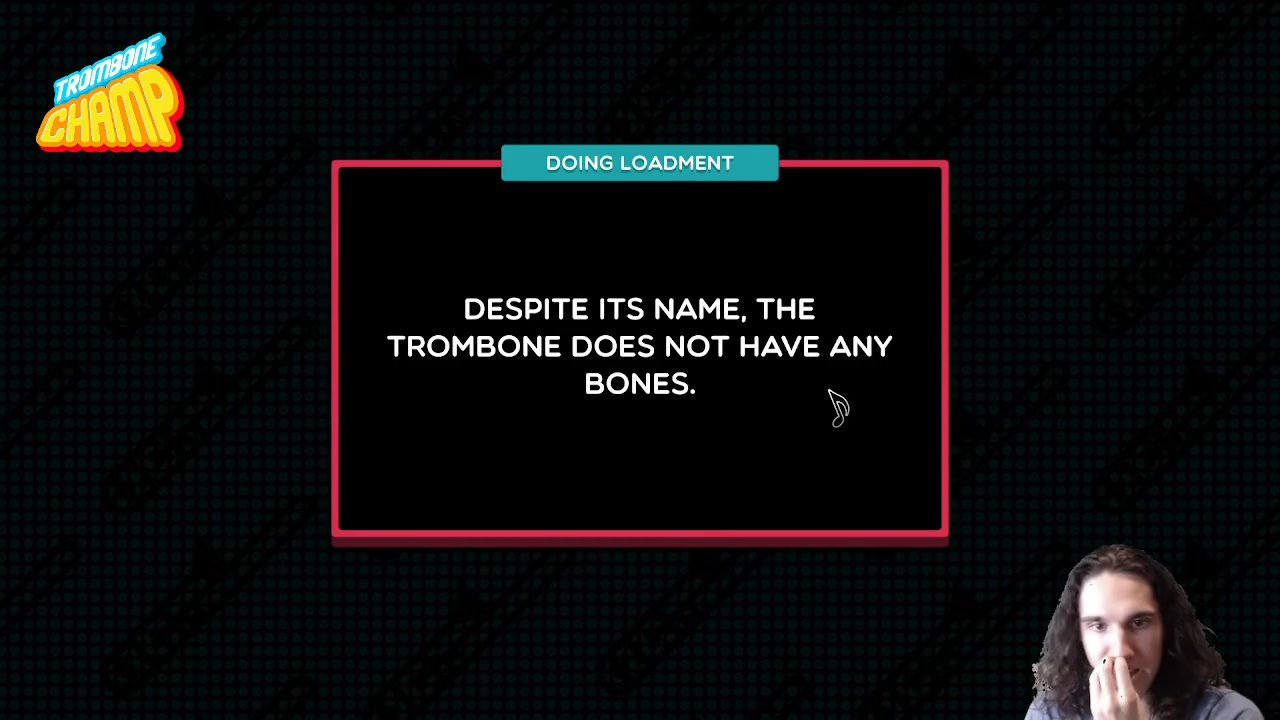 TROMBONE
CHAMP
DOING LOADMENT
DESPITE ITS NAME, THE
TROMBONE DOES NOT HAVE ANY
BONES.